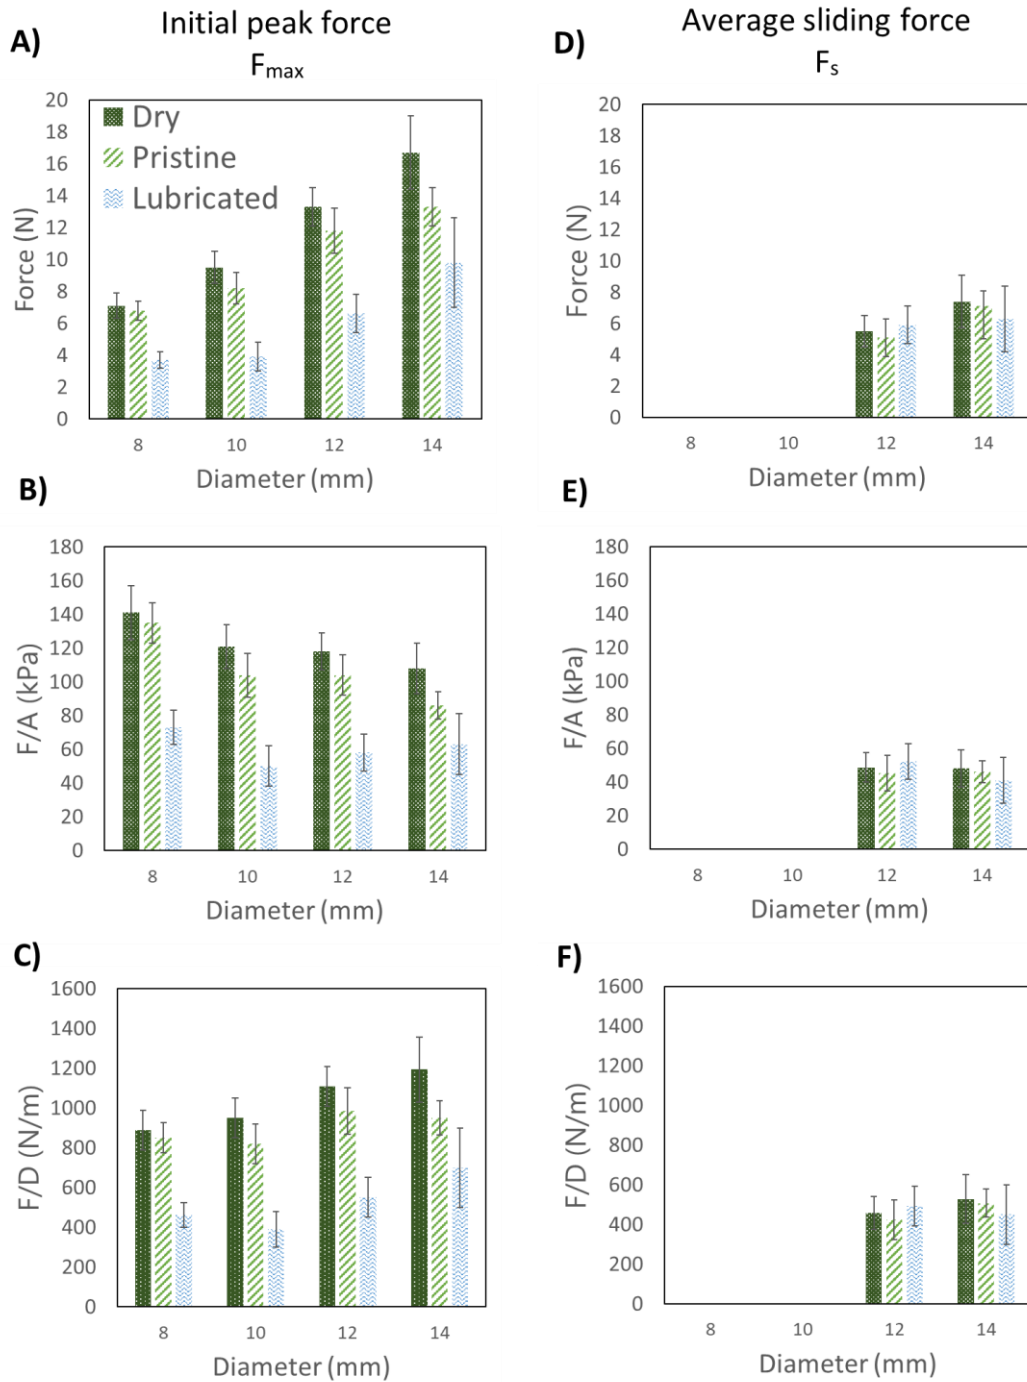 Initial peak force
F_max
Average sliding force
F_s
A)
20
18
16
14
12
10
8
6
4
2
0
Force (N)
Dry
Pristine
Lubricated
8 10 12 14
Diameter (mm)
D)
20
18
16
14
12
10
8
6
4
2
0
Force (N)
8 10 12 14
Diameter (mm)
B)
180
160
140
120
100
80
60
40
20
0
F/A (kPa)
8 10 12 14
Diameter (mm)
E)
180
160
140
120
100
80
60
40
20
0
F/A (kPa)
8 10 12 14
Diameter (mm)
C)
1600
1400
1200
1000
800
600
400
200
0
F/D (N/m)
8 10 12 14
Diameter (mm)
F)
1600
1400
1200
1000
800
600
400
200
0
F/D (N/m)
8 10 12 14
Diameter (mm)